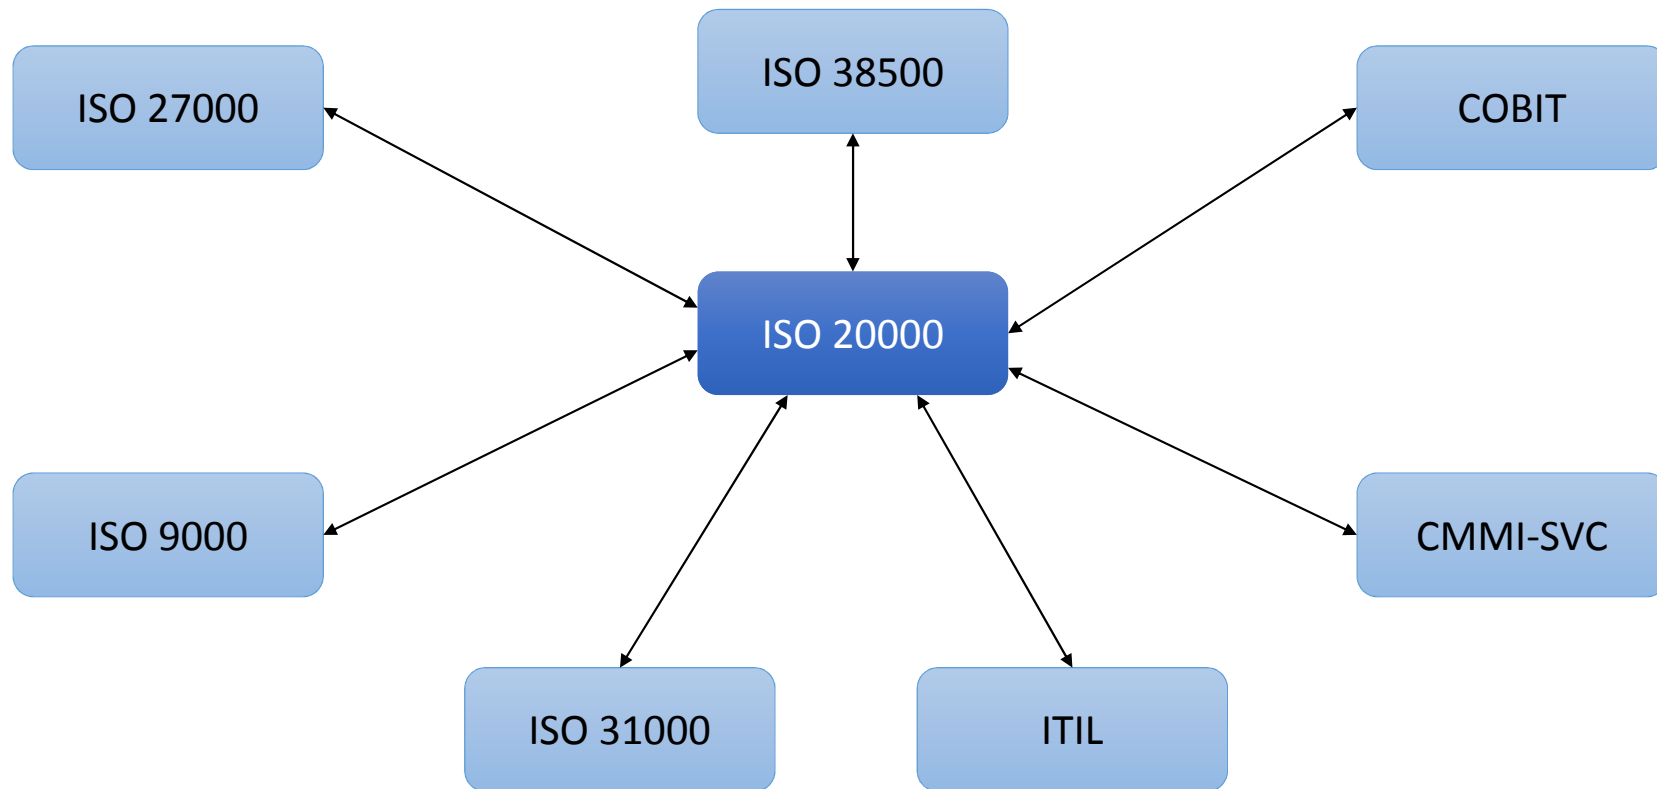 ISO 38500
ISO 27000
COBIT
ISO 20000
ISO 9000
CMMI-SVC
ISO 31000
ITIL